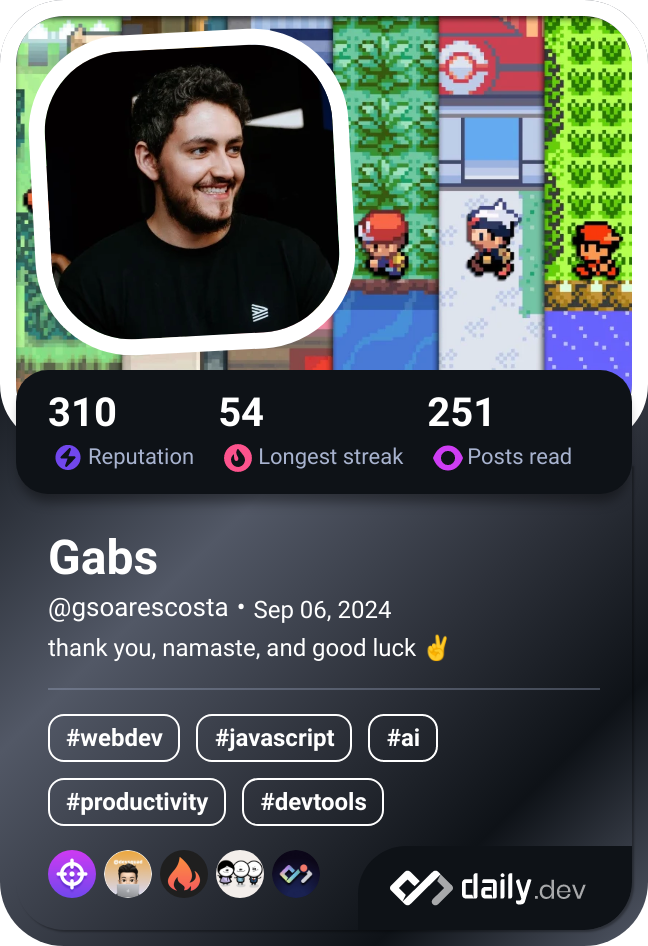 310 54 251
Reputation Longest streak Posts read
Gabs
@gsoarescosta • Sep 06, 2024
thank you, namaste, and good luck ✌️
#webdev #javascript #ai
#productivity #devtools
daily.dev